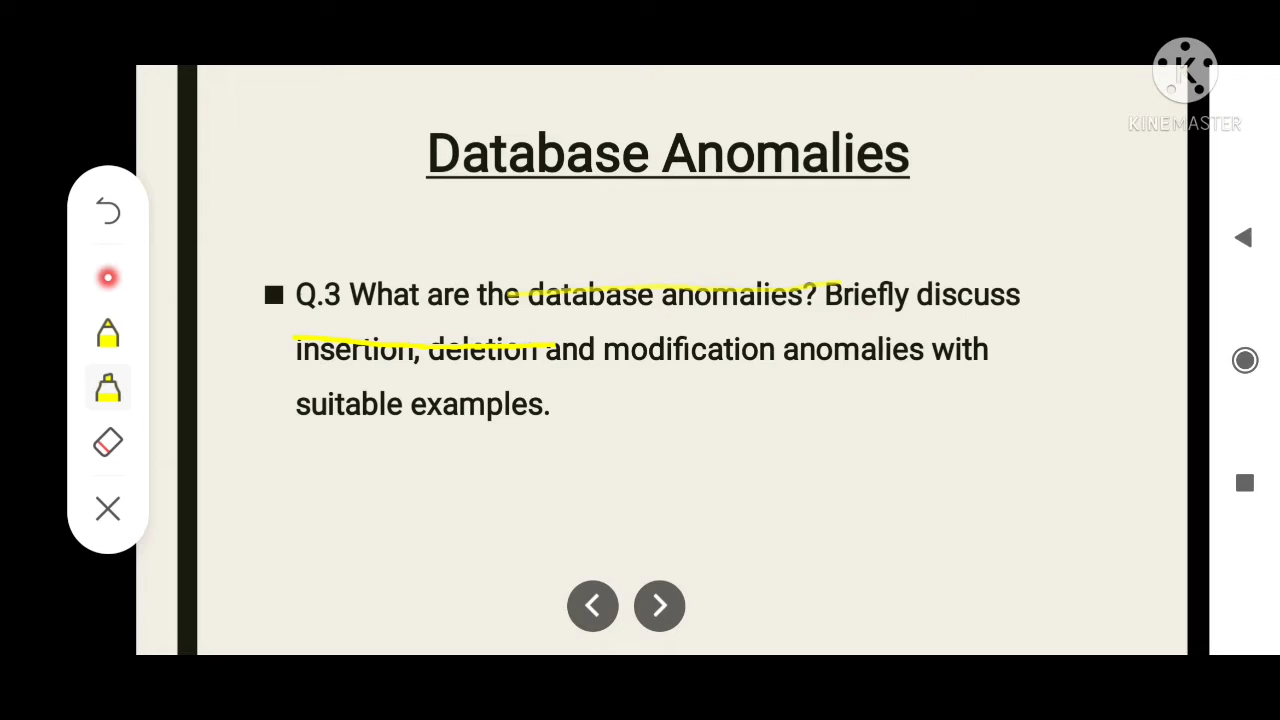 KINEMASTER
Database Anomalies
Q.3 What are the database anomalies? Briefly discuss
insertion, deletion and modification anomalies with
suitable examples.